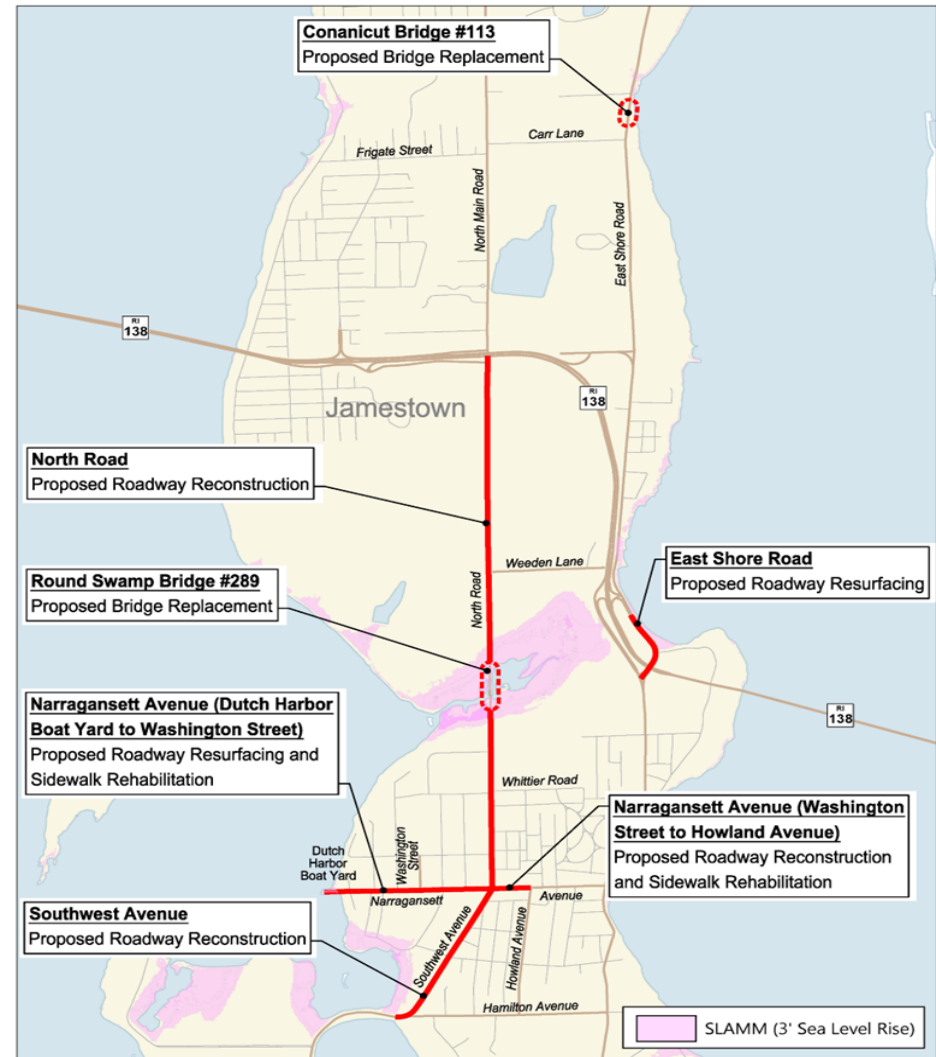 Conanicut Bridge #113
Proposed Bridge Replacement
Carr Lane
Frigate Street
North Main Road
East Shore Road
RI
138
RI
138
Jamestown
North Road
Proposed Roadway Reconstruction
Weeden Lane
East Shore Road
Proposed Roadway Resurfacing
Round Swamp Bridge #289
Proposed Bridge Replacement
North Road
Narragansett Avenue (Dutch Harbor
Boat Yard to Washington Street)
Proposed Roadway Resurfacing and
Sidewalk Rehabilitation
RI
138
Whittier Road
Narragansett Avenue (Washington
Street to Howland Avenue)
Proposed Roadway Reconstruction
and Sidewalk Rehabilitation
Washington
Street
Dutch
Harbor
Boat Yard
Narragansett
Avenue
Southwest Avenue
Proposed Roadway Reconstruction
Southwest Avenue
Howland Avenue
Hamilton Avenue
SLAMM (3' Sea Level Rise)